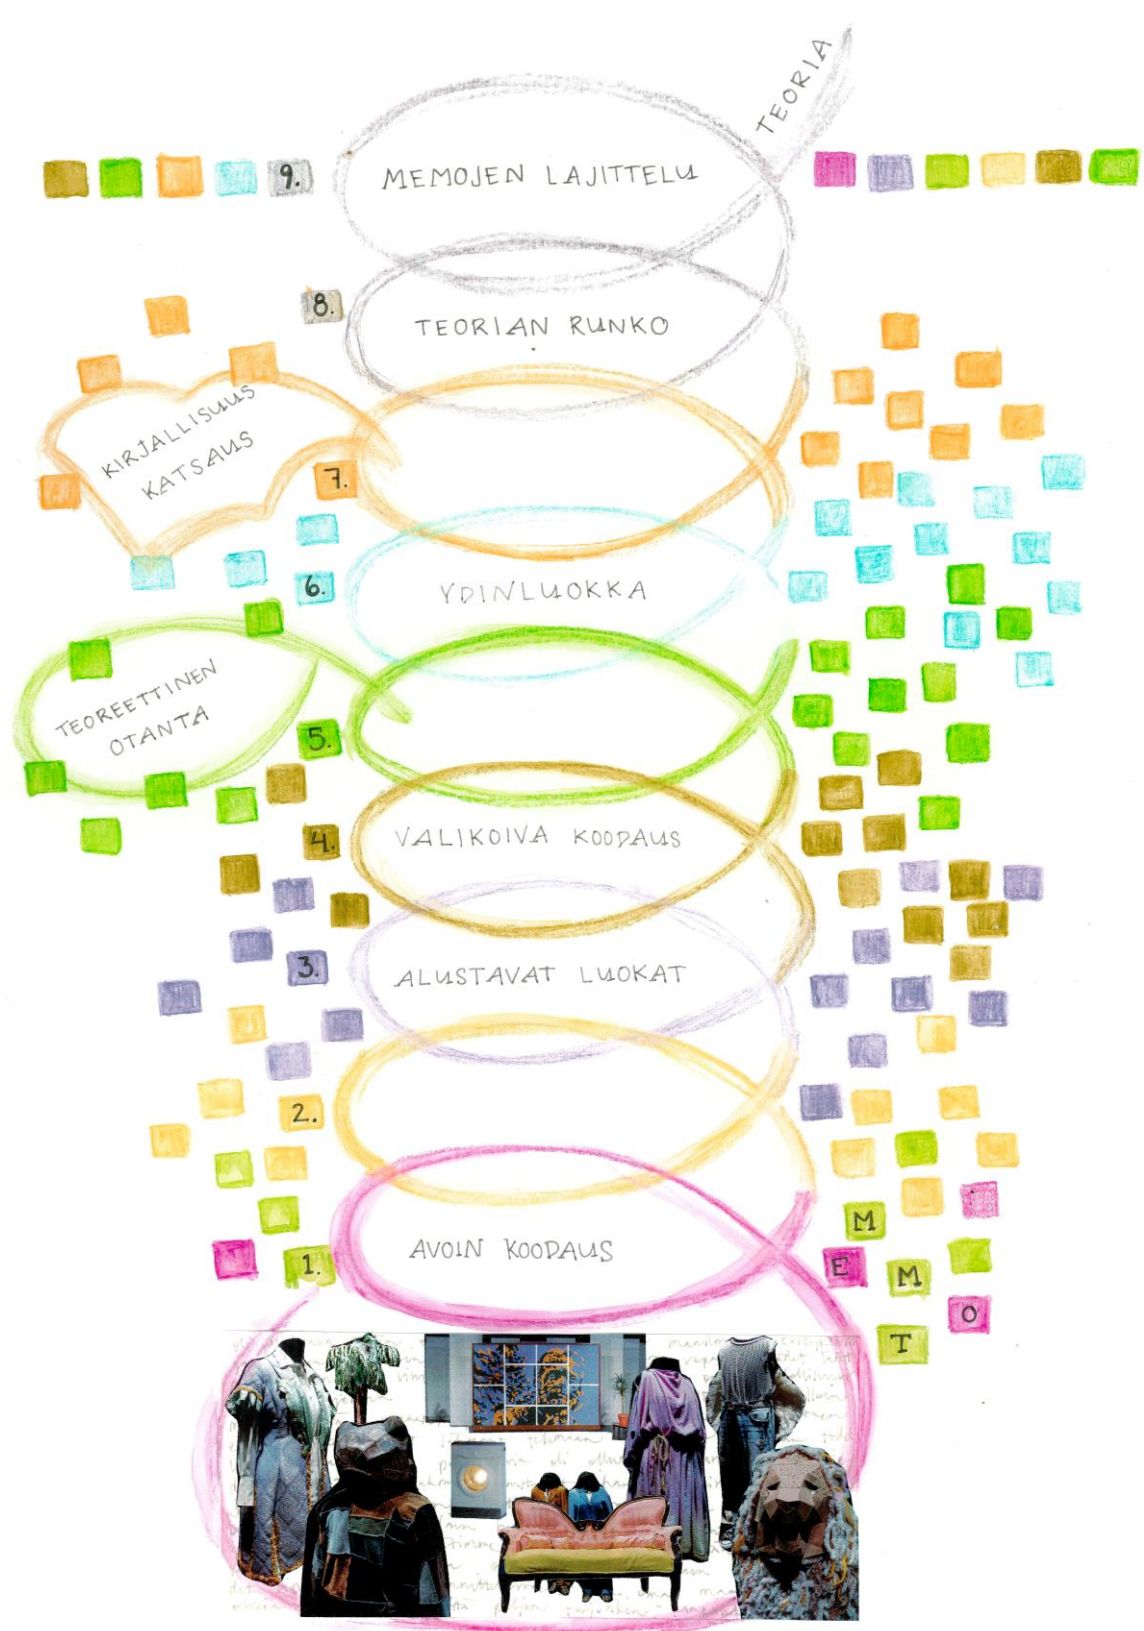 TEORIA
9.
MEMOJEN LAJITTELU
8.
TEORIAN RUNKO
KIRJALLISUUS
KATSAUS
7.
6.
YDINLUOKKA
TEOREETTINEN
OTANTA
5.
4.
VALIKOIVA KOODAUS
3.
ALUSTAVAT LUOKAT
2.
1.
AVOIN KOODAUS
M
E
M
O
T